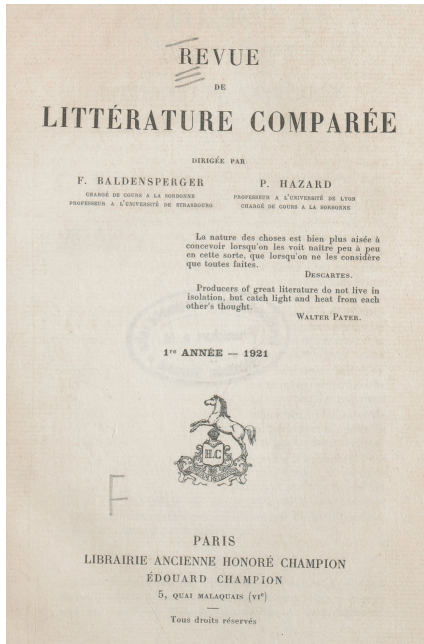 REVUE
DE
LITTÉRATURE COMPARÉE
DIRIGÉE PAR
F. BALDENSPERGER
CHARGÉ DE COURS A LA SORBONNE
PROFESSEUR A L'UNIVERSITÉ DE STRASBOURG
P. HAZARD
PROFESSEUR A L'UNIVERSITÉ DE LYON
CHARGÉ DE COURS A LA SORBONNE
La nature des choses est bien plus aisée à
concevoir lorsqu'on les voit naître peu à peu
en cette sorte, que lorsqu'on ne les considère
que toutes faites.
DESCARTES.
Producers of great literature do not live in
isolation, but catch light and heat from each
other's thought.
WALTER PATER.
1re ANNÉE — 1921
H.C
F
PARIS
LIBRAIRIE ANCIENNE HONORÉ CHAMPION
ÉDOUARD CHAMPION
5, QUAI MALAQUAIS (VIe)
Tous droits réservés